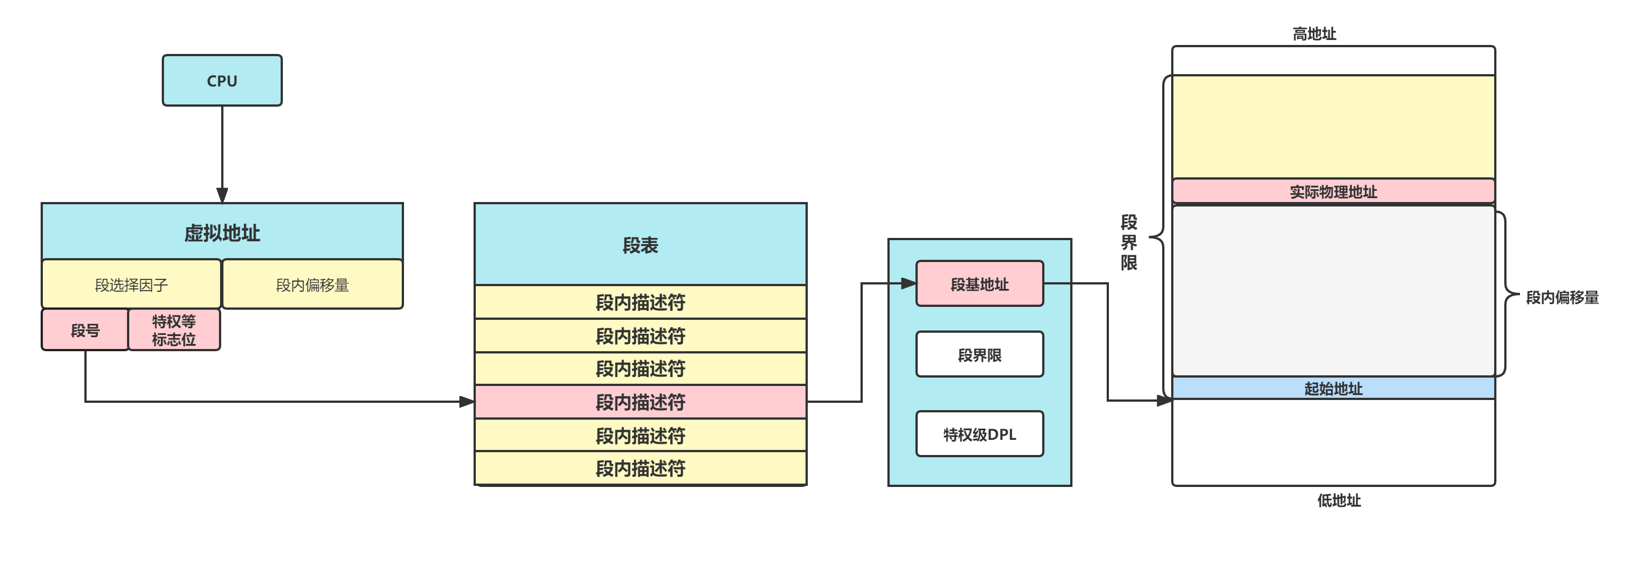 CPU
虚拟地址
段选择因子
段内偏移量
段号
特权等
标志位
段表
段内描述符
段内描述符
段内描述符
段内描述符
段内描述符
段内描述符
段基地址
段界限
特权级DPL
高地址
实际物理地址
段
界
限
段内偏移量
起始地址
低地址